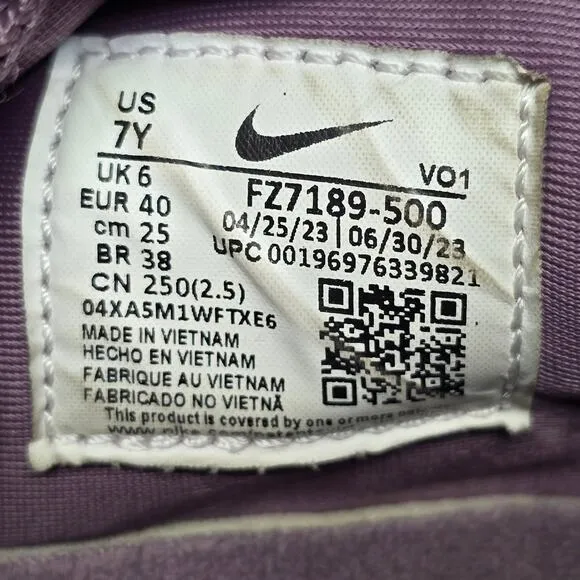 US
7Y
VO1
UK 6
FZ7189-500
EUR 40
04/25/23 | 06/30/23
cm 25
UPC 00196976339821
BR 38
CN 250(2.5)
04XA5M1WFTXE6
MADE IN VIETNAM
HECHO EN VIETNAM
FABRIQUE AU VIETNAM
FABRICADO NO VIETNÃ
This product is covered by one or more